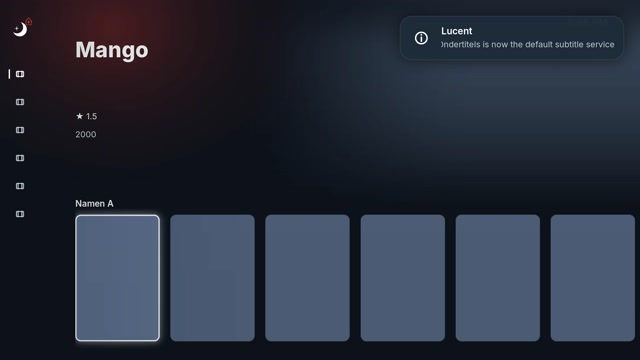 Mango
Lucent
Ondertitels is now the default subtitle service
★ 1.5
2000
Namen A